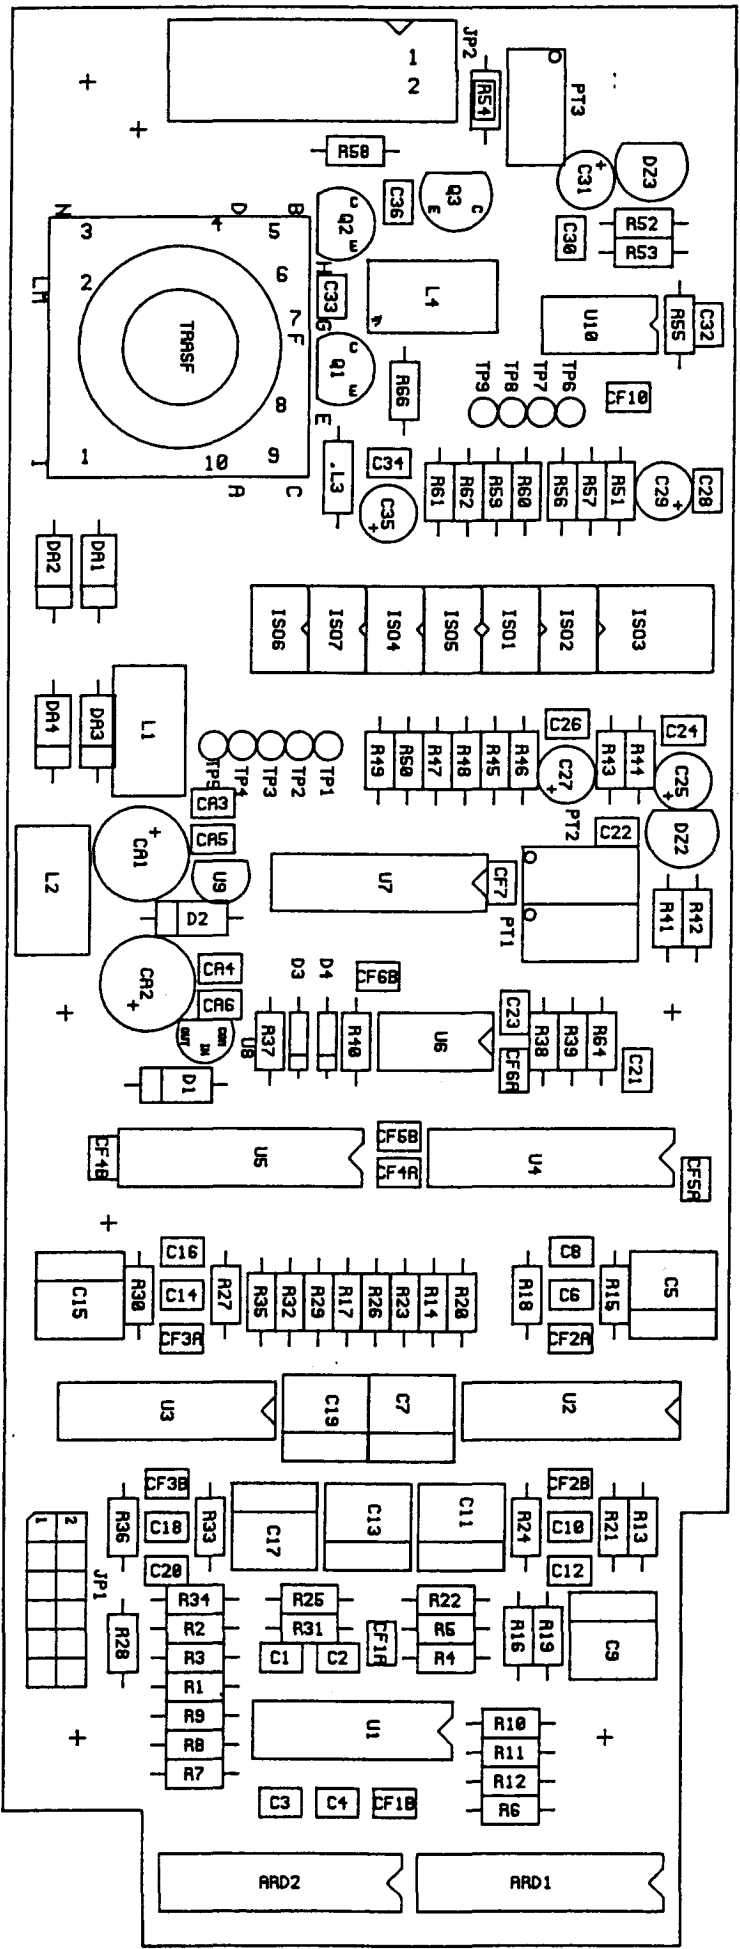 JP2
1
2
R54
PT3
R58
C31
DZ3
C36
Q3
E
C
C
Q2
E
C30
R52
R53
N
D
B
3
4
5
LM
2
6
H
C33
7
F
G
TRASF
L4
U10
R55
C32
C
Q1
E
TP9
TP8
TP7
TP6
R66
CF10
8
E
I
1
10
9
A
C
.L3
C34
C35
R61
R62
R59
R60
R56
R57
R51
C29
C28
DA2
DA1
ISO6
ISO7
ISO4
ISO5
ISO1
ISO2
ISO3
DA4
DA3
L1
TP5
TP4
TP3
TP2
TP1
R49
R50
R47
R48
R45
R46
C26
C27
R43
R44
C24
C25
CA3
CA5
CA1
PT2
C22
DZ2
L2
U9
U7
CF7
D2
PT1
R41
R42
CA2
CA4
CA6
D3
D4
CF6B
OUT
IN
COM
U8
R37
R40
U6
C23
CF6A
R38
R39
R64
C21
D1
CF4B
U5
CF5B
CF4A
U4
CF5A
C15
R30
C16
C14
CF3A
R27
R35
R32
R29
R17
R26
R23
R14
R20
R18
C8
C6
CF2A
R15
C5
U3
C19
C7
U2
1
2
JP1
R36
CF3B
C18
C20
R33
C17
C13
C11
R24
CF2B
C10
C12
R21
R13
R28
R34
R2
R3
R1
R9
R8
R7
R25
R31
C1
C2
CF1A
R22
R5
R4
R16
R19
C9
U1
R10
R11
R12
R6
C3
C4
CF1B
ARD2
ARD1